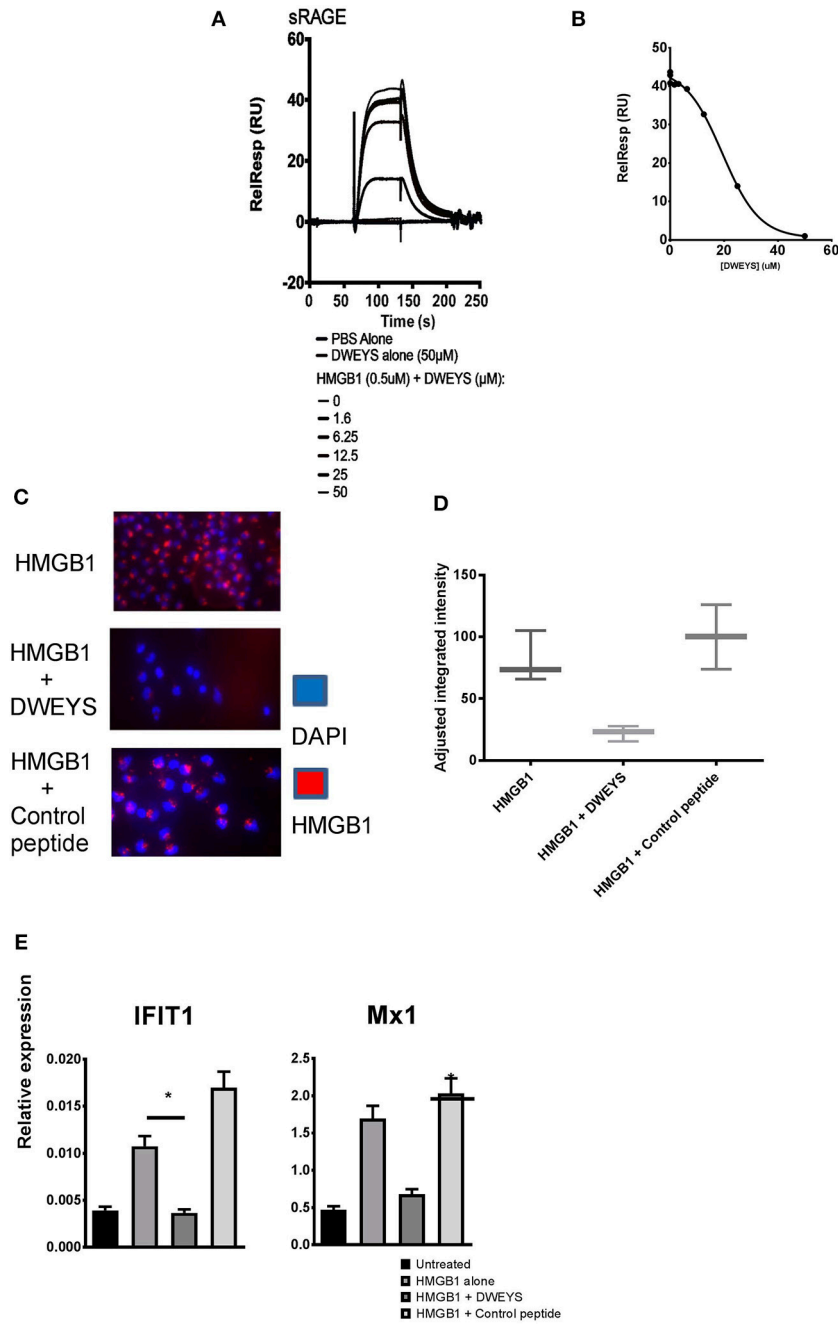 A
sRAGE
RelResp (RU)
60
40
20
0
-20
0 50 100 150 200 250
Time (s)
PBS Alone
DWEYS alone (50µM)
HMGB1 (0.5uM) + DWEYS (µM):
0
1.6
6.25
12.5
25
50
B
RelResp (RU)
50
40
30
20
10
0
0 20 40 60
[DWEYS] (uM)
C
HMGB1
HMGB1
+
DWEYS
HMGB1
+
Control
peptide
DAPI
HMGB1
D
Adjusted integrated intensity
150
100
50
0
HMGB1
HMGB1 + DWEYS
HMGB1 + Control peptide
E
Relative expression
IFIT1
0.020
0.015
0.010
0.005
0.000
*
Mx1
2.5
2.0
1.5
1.0
0.5
0.0
*
Untreated
HMGB1 alone
HMGB1 + DWEYS
HMGB1 + Control peptide